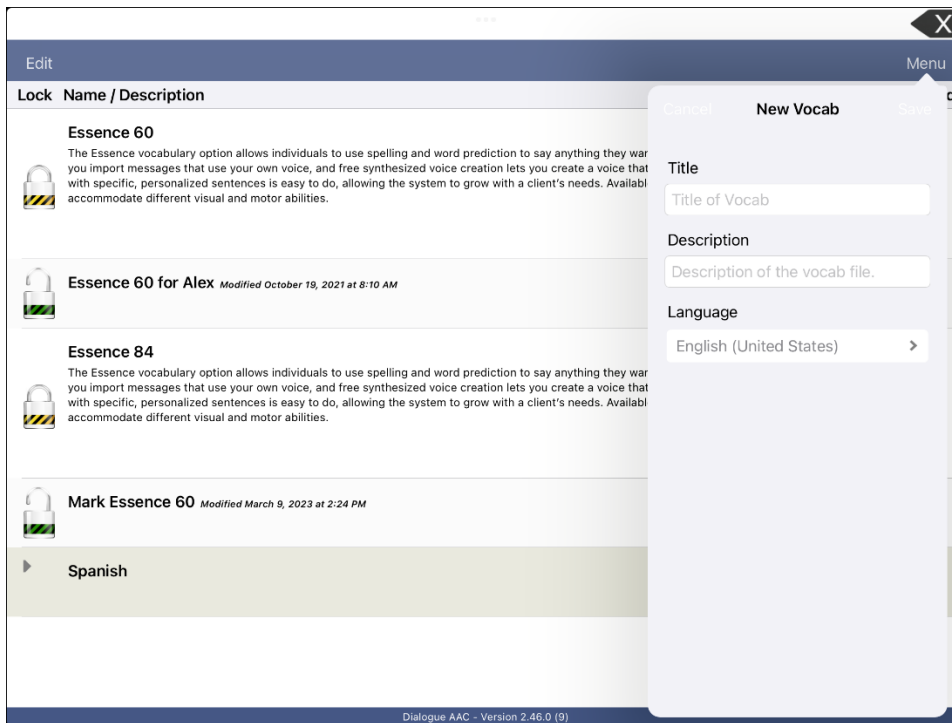 X
Edit
Menu
Lock Name / Description
Essence 60
The Essence vocabulary option allows individuals to use spelling and word prediction to say anything they
you import messages that use your own voice, and free synthesized voice creation lets you create a voice that
with specific, personalized sentences is easy to do, allowing the system to grow with a client's needs.
accommodate different visual and motor abilities.
Essence 60 for Alex Modified October 19, 2021 at 8:10 AM
Essence 84
The Essence vocabulary option allows individuals to use spelling and word prediction to say anything they
you import messages that use your own voice, and free synthesized voice creation lets you create a voice that
with specific, personalized sentences is easy to do, allowing the system to grow with a client's needs.
accommodate different visual and motor abilities.
Mark Essence 60 Modified March 9, 2023 at 2:24 PM
Spanish
Cancel New Vocab Save
Title
Title of Vocab
Description
Description of the vocab file.
Language
English (United States) >
Dialogue AAC - Version 2.46.0 (9)